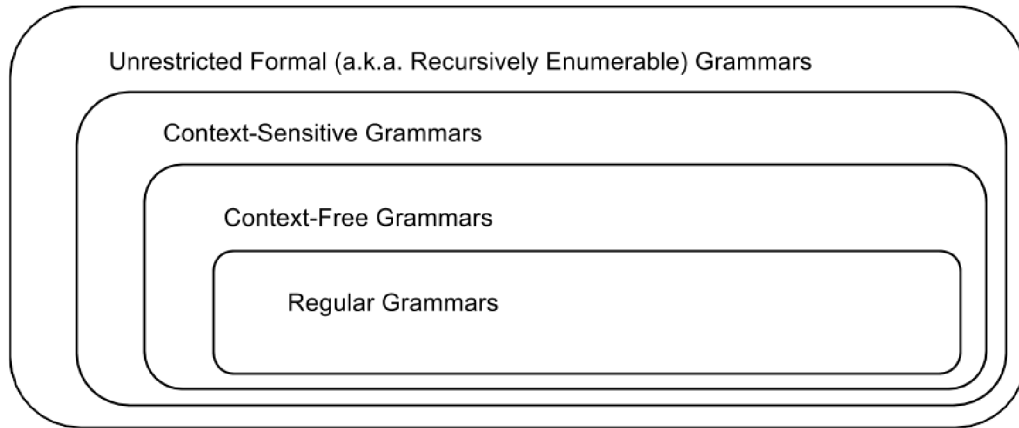 Unrestricted Formal (a.k.a. Recursively Enumerable) Grammars
Context-Sensitive Grammars
Context-Free Grammars
Regular Grammars